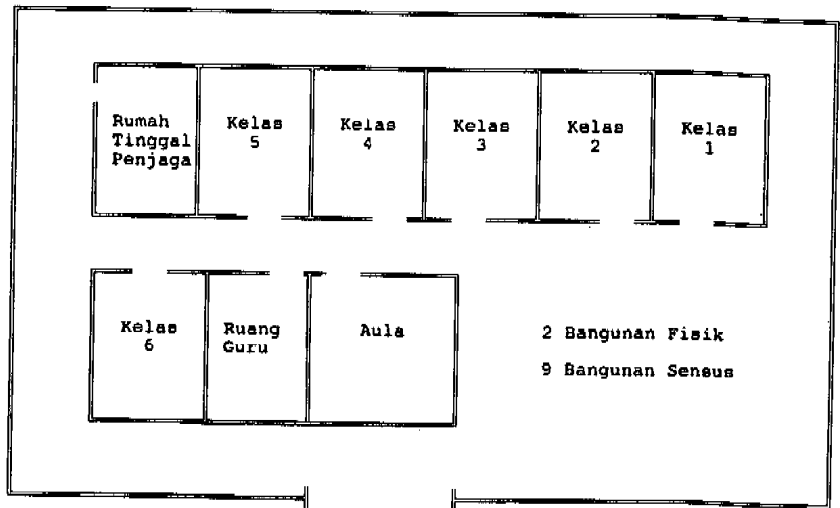 Rumah
Tinggal
Penjaga
Kelas
5
Kelas
4
Kelas
3
Kelas
2
Kelas
1
Kelas
6
Ruang
Guru
Aula
2 Bangunan Fisik
9 Bangunan Sensus